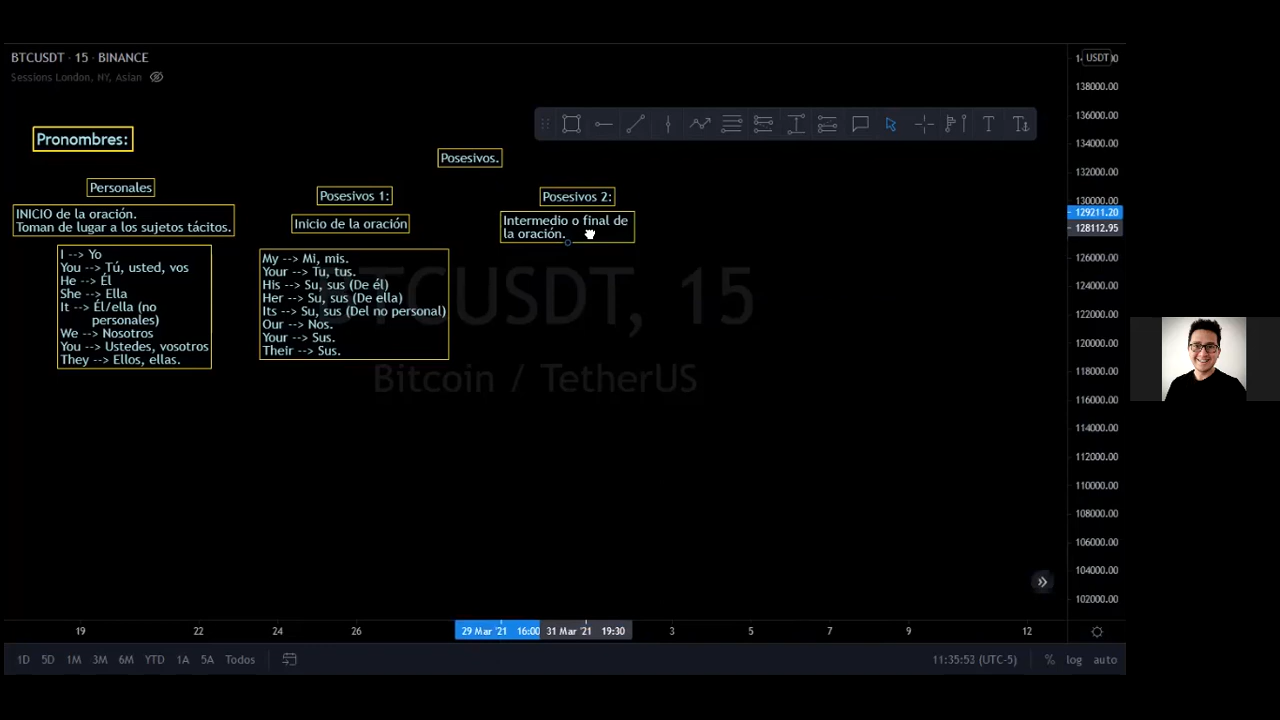 BTCUSDT · 15 · BINANCE
Sessions London, NY, Asian
USDT
138000.00
136000.00
134000.00
132000.00
130000.00
129211.20
128112.95
126000.00
124000.00
122000.00
120000.00
118000.00
116000.00
114000.00
112000.00
110000.00
108000.00
106000.00
104000.00
102000.00
Pronombres:
Posesivos.
Personales
INICIO de la oración.
Toman de lugar a los sujetos tácitos.
I --> Yo
You --> Tú, usted, vos
He --> Él
She --> Ella
It --> Él/ella (no
personales)
We --> Nosotros
You --> Ustedes, vosotros
They --> Ellos, ellas.
Posesivos 1:
Inicio de la oración
My --> Mi, mis.
Your --> Tu, tus.
His --> Su, sus (De él)
Her --> Su, sus (De ella)
Its --> Su, sus (Del no personal)
Our --> Nos.
Your --> Sus.
Their --> Sus.
Posesivos 2:
Intermedio o final de
la oración.
BTCUSDT, 15
Bitcoin / TetherUS
19 22 24 26 29 Mar '21 16:00 31 Mar '21 19:30 3 5 7 9 12
1D 5D 1M 3M 6M YTD 1A 5A Todos 11:35:53 (UTC-5) % log auto